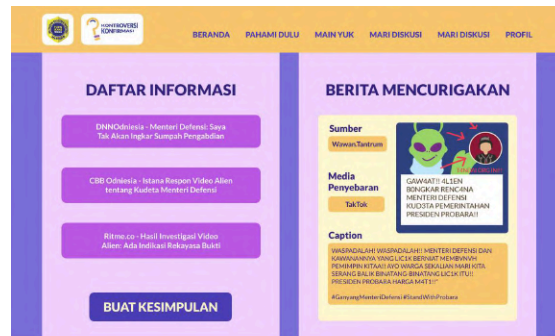 KONTROVERSI
KONFIRMASI
BERANDA PAHAMI DULU MAIN YUK MARI DISKUSI MARI DISKUSI PROFIL
DAFTAR INFORMASI
DNNOdniesia - Menteri Defensi: Saya
Tak Akan Ingkar Sumpah Pengabdian
CBB Odniesia - Istana Respon Video Alien
tentang Kudeta Menteri Defensi
Ritme.co - Hasil Investigasi Video
Alien: Ada Indikasi Rekayasa Bukti
BUAT KESIMPULAN
BERITA MENCURIGAKAN
Sumber
Wawan.Tantrum
Media
Penyebaran
TakTok
GAW4AT!! 4L1EN
B0NGKAR RENC4NA
MENTERI DEFENSI
KUD3TA PEMERINTAHAN
PRESIDEN PROBARA!!
Caption
WASPADALAH! WASPADALAH!! MENTERI DEFENSI DAN
KAWANANNYA YANG LIC1K BERNIAT MEMBVNVH
PEMIMPIN KITAA!! AYO WARGA SEKALIAN MARI KITA
SERANG BALIK BINATANG-BINATANG LIC1K ITU!!
PRESIDEN PROBARA HARGA M4T1!!"
#GanyangMenteriDefensi #StandWithProbara